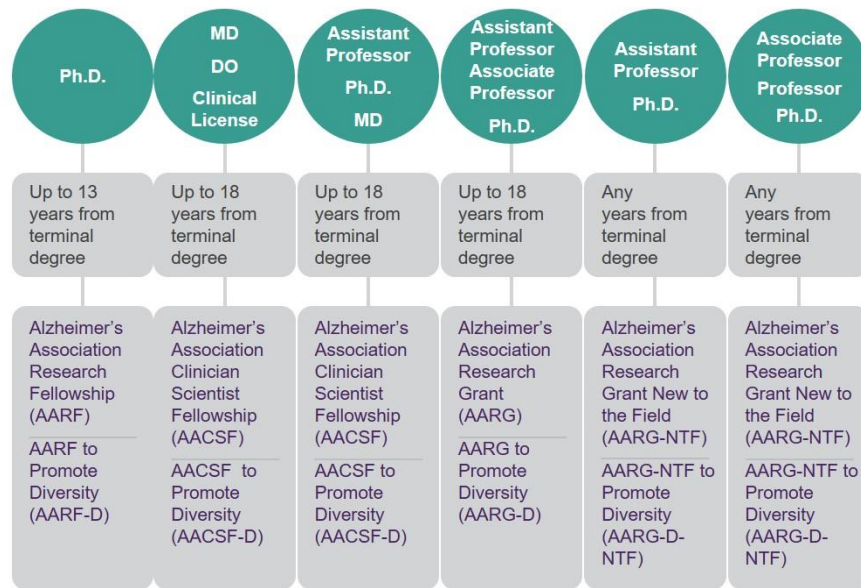 Ph.D.
MD
DO
Clinical
License
Assistant
Professor
Ph.D.
MD
Assistant
Professor
Associate
Professor
Ph.D.
Assistant
Professor
Ph.D.
Associate
Professor
Professor
Ph.D.
Up to 13
years from
terminal
degree
Up to 18
years from
terminal
degree
Up to 18
years from
terminal
degree
Up to 18
years from
terminal
degree
Any
years from
terminal
degree
Any
years from
terminal
degree
Alzheimer’s
Association
Research
Fellowship
(AARF)
AARF to
Promote
Diversity
(AARF-D)
Alzheimer’s
Association
Clinician
Scientist
Fellowship
(AACSF)
AACSF to
Promote
Diversity
(AACSF-D)
Alzheimer’s
Association
Clinician
Scientist
Fellowship
(AACSF)
AACSF to
Promote
Diversity
(AACSF-D)
Alzheimer’s
Association
Research
Grant
(AARG)
AARG to
Promote
Diversity
(AARG-D)
Alzheimer’s
Association
Research
Grant New to
the Field
(AARG-NTF)
AARG-NTF to
Promote
Diversity
(AARG-D-
NTF)
Alzheimer’s
Association
Research
Grant New to
the Field
(AARG-NTF)
AARG-NTF to
Promote
Diversity
(AARG-D-
NTF)